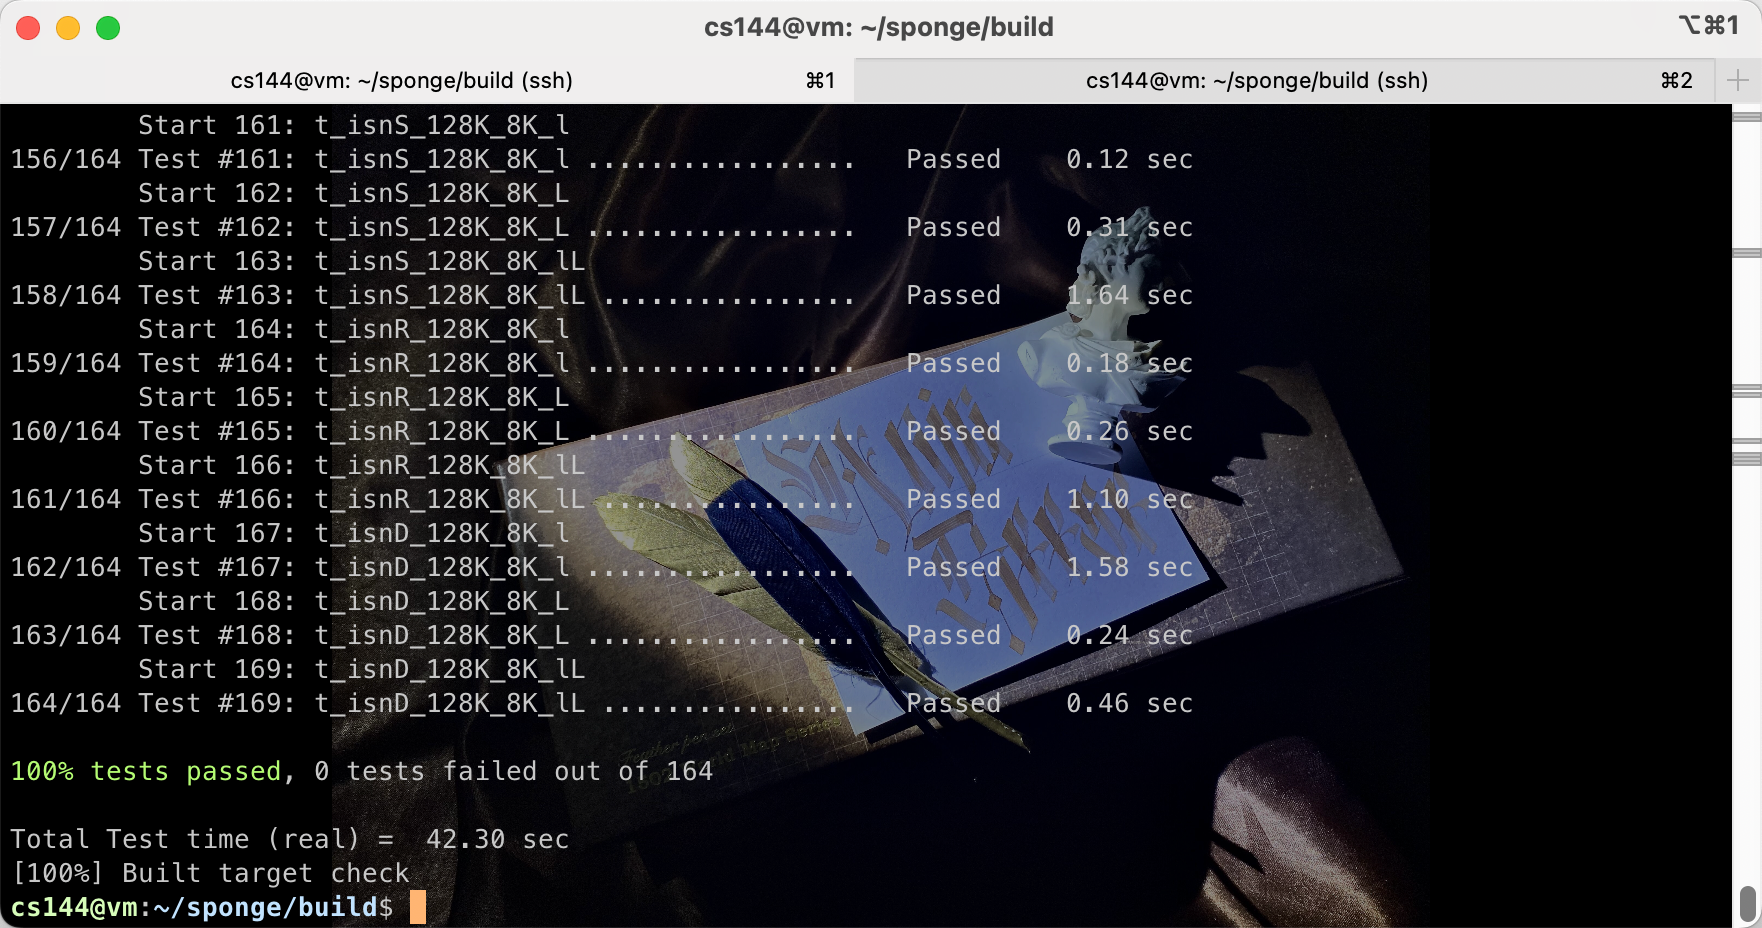 cs144@vm: ~/sponge/build
⌥⌘1
cs144@vm: ~/sponge/build (ssh) ⌘1
cs144@vm: ~/sponge/build (ssh) ⌘2
Start 161: t_isnS_128K_8K_l
156/164 Test #161: t_isnS_128K_8K_l ................. Passed 0.12 sec
Start 162: t_isnS_128K_8K_L
157/164 Test #162: t_isnS_128K_8K_L ................. Passed 0.31 sec
Start 163: t_isnS_128K_8K_lL
158/164 Test #163: t_isnS_128K_8K_lL ................ Passed 1.64 sec
Start 164: t_isnR_128K_8K_l
159/164 Test #164: t_isnR_128K_8K_l ................. Passed 0.18 sec
Start 165: t_isnR_128K_8K_L
160/164 Test #165: t_isnR_128K_8K_L ................. Passed 0.26 sec
Start 166: t_isnR_128K_8K_lL
161/164 Test #166: t_isnR_128K_8K_lL ................ Passed 1.10 sec
Start 167: t_isnD_128K_8K_l
162/164 Test #167: t_isnD_128K_8K_l ................. Passed 1.58 sec
Start 168: t_isnD_128K_8K_L
163/164 Test #168: t_isnD_128K_8K_L ................. Passed 0.24 sec
Start 169: t_isnD_128K_8K_lL
164/164 Test #169: t_isnD_128K_8K_lL ................ Passed 0.46 sec
100% tests passed, 0 tests failed out of 164
Total Test time (real) = 42.30 sec
[100%] Built target check
cs144@vm:~/sponge/build$